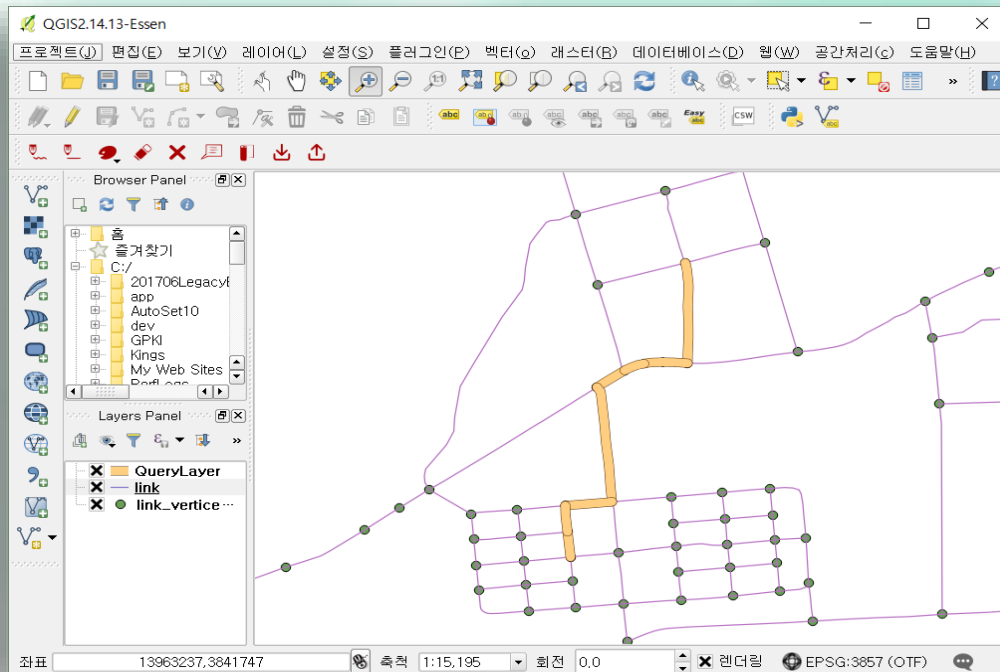 QGIS2.14.13-Essen
프로젝트(J) 편집(E) 보기(V) 레이어(L) 설정(S) 플러그인(P) 벡터(o) 래스터(R) 데이터베이스(D) 웹(W) 공간처리(c) 도움말(H)
abc abc Easy abc CSW
Browser Panel
홈
즐겨찾기
C:/
201706Legacy
app
AutoSet10
dev
GPKI
Kings
My Web Sites
PerfLogs
Layers Panel
QueryLayer
link
link_vertice…
좌표 13963237,3841747 축척 1:15,195 회전 0,0 렌더링 EPSG:3857 (OTF)